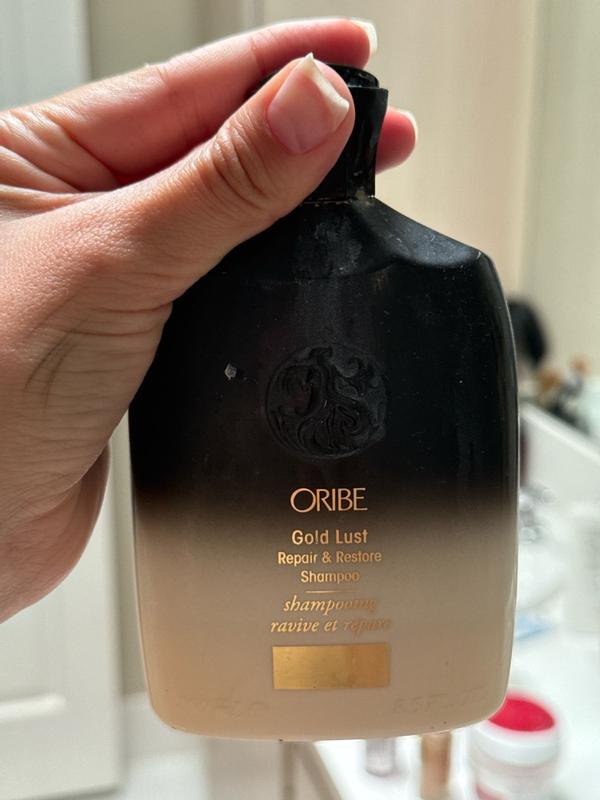 ORIBE
Gold Lust
Repair & Restore
Shampoo
shampooing
ravive et répare